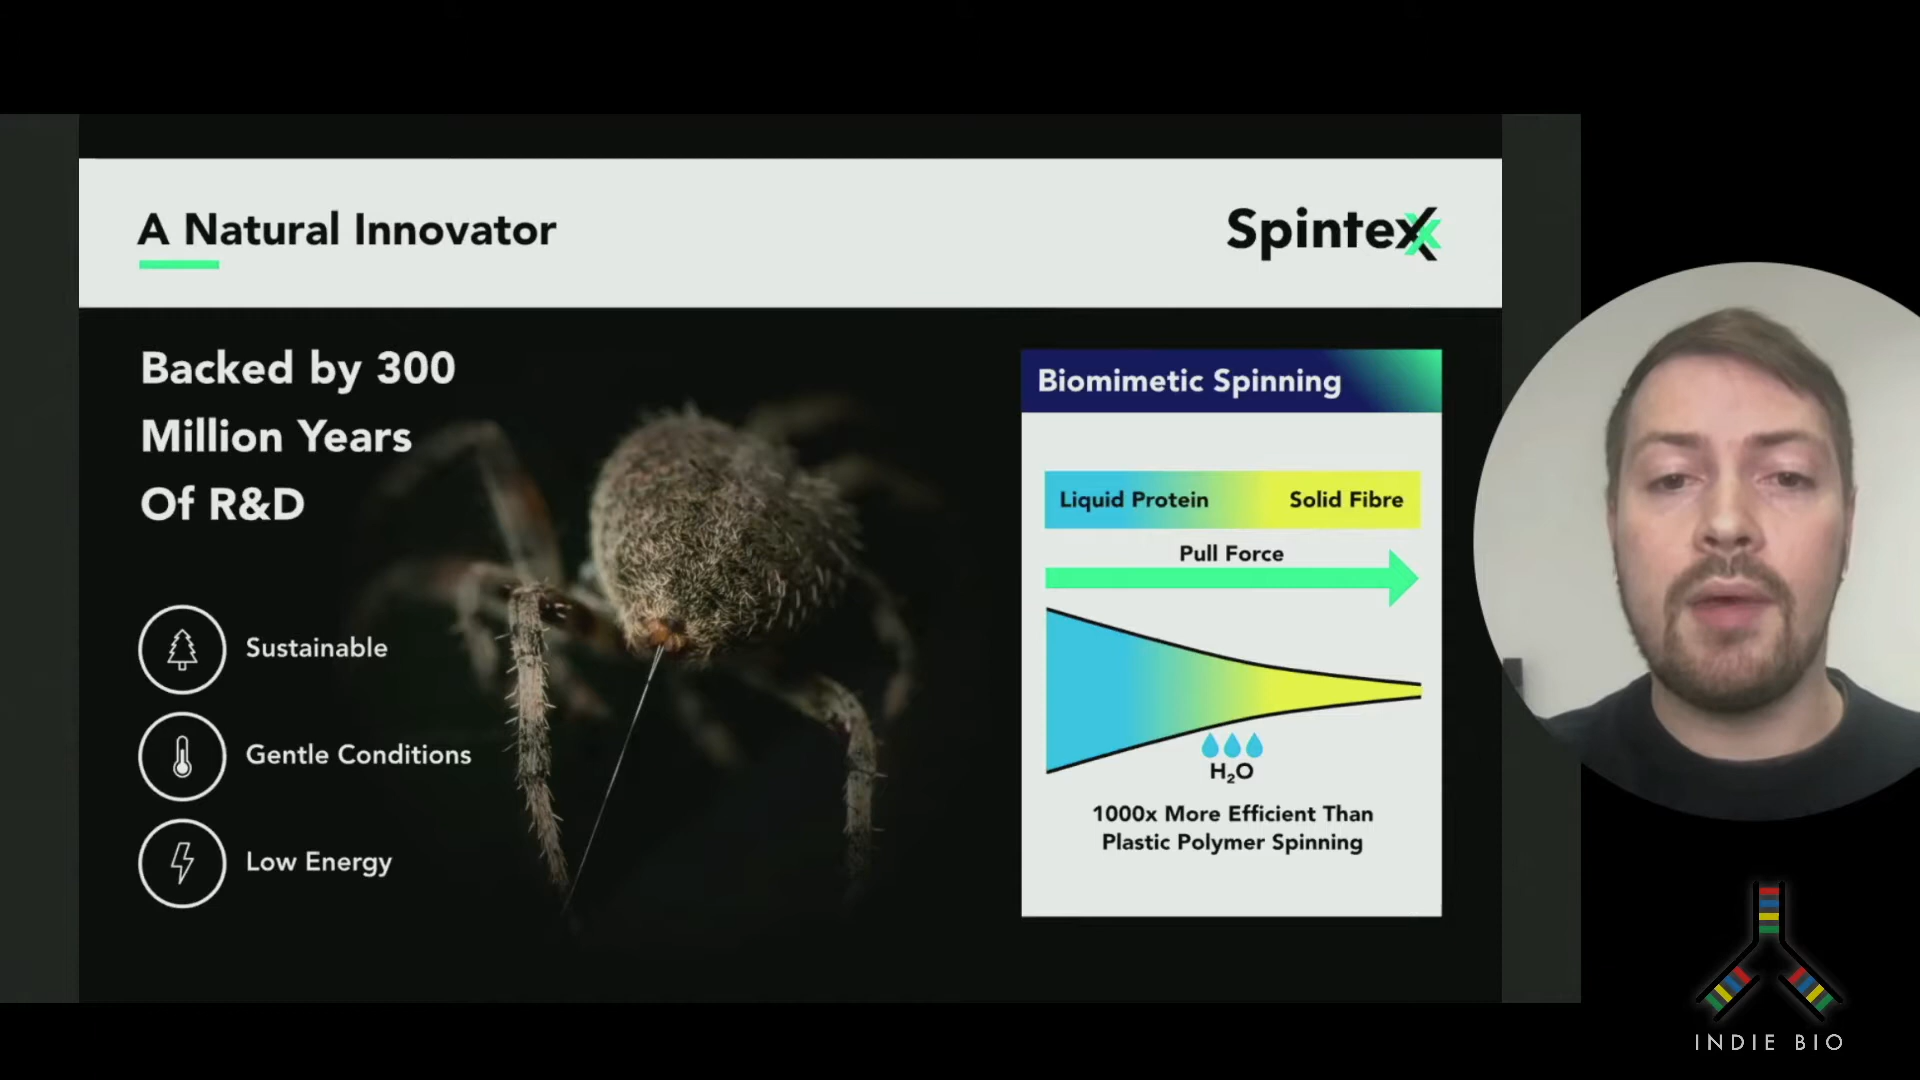 A Natural Innovator
Spintex
Backed by 300
Million Years
Of R&D
Sustainable
Gentle Conditions
Low Energy
Biomimetic Spinning
Liquid Protein
Solid Fibre
Pull Force
H₂O
1000x More Efficient Than
Plastic Polymer Spinning
INDIE BIO